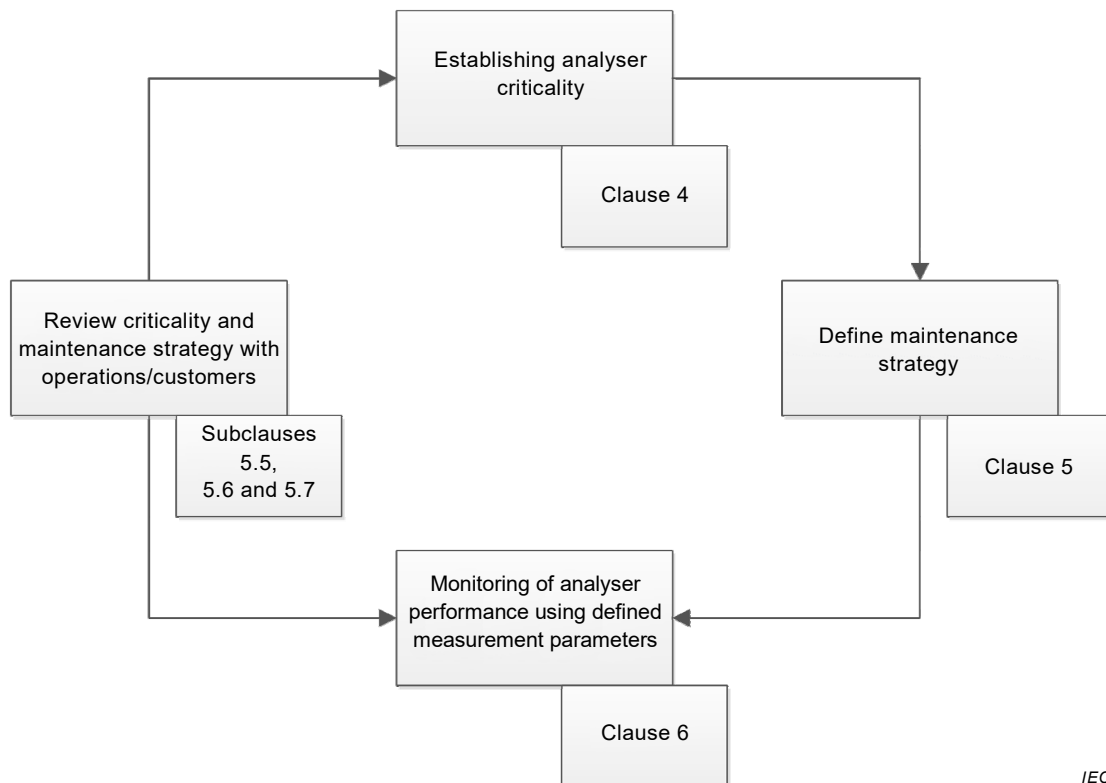 Establishing analyser
criticality
Clause 4
Review criticality and
maintenance strategy with
operations/customers
Subclauses
5.5,
5.6 and 5.7
Define maintenance
strategy
Clause 5
Monitoring of analyser
performance using defined
measurement parameters
Clause 6
IEC